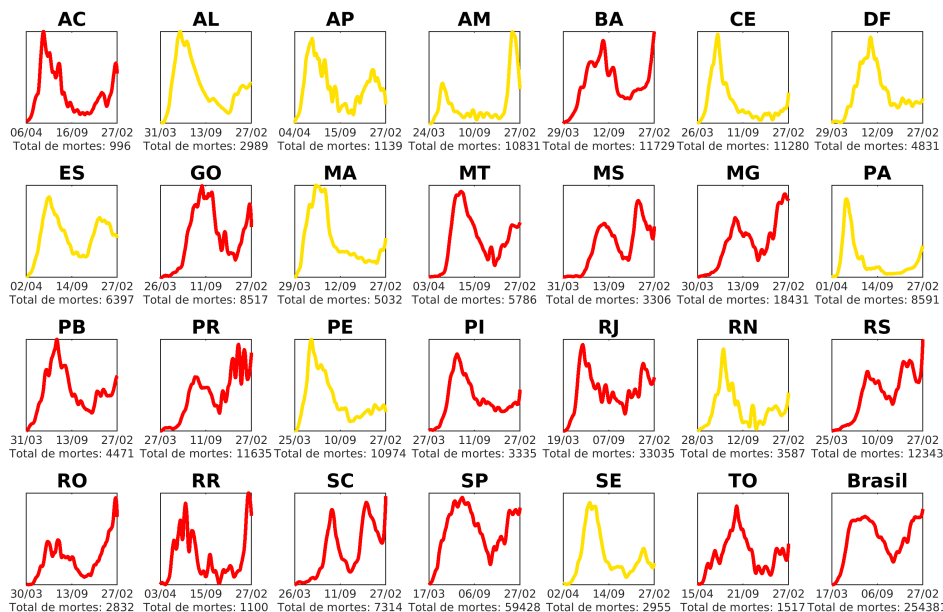 AC AL AP AM BA CE DF
06/04 16/09 27/02 31/03 13/09 27/02 04/04 15/09 27/02 24/03 10/09 27/02 29/03 12/09 27/02 26/03 11/09 27/02 29/03 12/09 27/02
Total de mortes: 996 Total de mortes: 2989 Total de mortes: 1139 Total de mortes: 10831 Total de mortes: 11729 Total de mortes: 11280 Total de mortes: 4831
ES GO MA MT MS MG PA
02/04 14/09 27/02 26/03 11/09 27/02 29/03 12/09 27/02 03/04 15/09 27/02 31/03 13/09 27/02 30/03 13/09 27/02 01/04 14/09 27/02
Total de mortes: 6397 Total de mortes: 8517 Total de mortes: 5032 Total de mortes: 5786 Total de mortes: 3306 Total de mortes: 18431 Total de mortes: 8591
PB PR PE PI RJ RN RS
31/03 13/09 27/02 27/03 11/09 27/02 25/03 10/09 27/02 27/03 11/09 27/02 19/03 07/09 27/02 28/03 12/09 27/02 25/03 10/09 27/02
Total de mortes: 4471 Total de mortes: 11635 Total de mortes: 10974 Total de mortes: 3335 Total de mortes: 33035 Total de mortes: 3587 Total de mortes: 12343
RO RR SC SP SE TO Brasil
30/03 13/09 27/02 03/04 15/09 27/02 26/03 11/09 27/02 17/03 06/09 27/02 02/04 14/09 27/02 15/04 21/09 27/02 17/03 06/09 27/02
Total de mortes: 2832 Total de mortes: 1100 Total de mortes: 7314 Total de mortes: 59428 Total de mortes: 2955 Total de mortes: 1517 Total de mortes: 25438